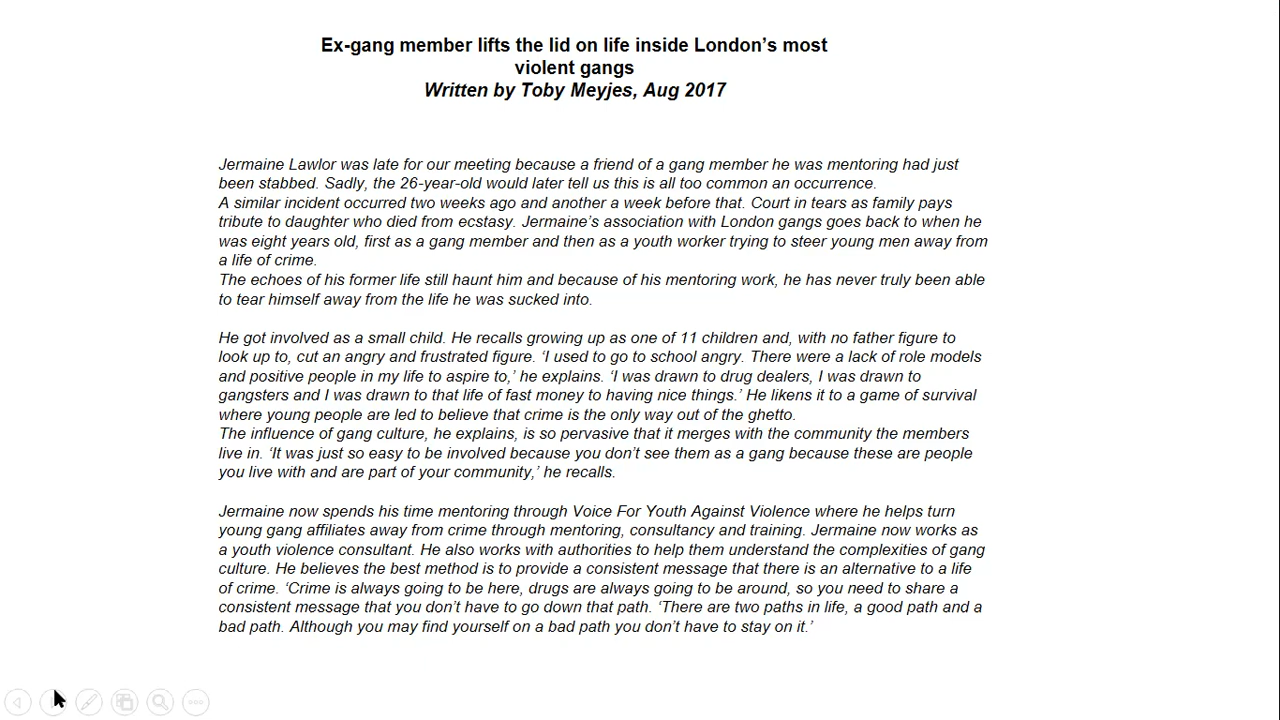 Ex-gang member lifts the lid on life inside London’s most
violent gangs
Written by Toby Meyjes, Aug 2017
Jermaine Lawlor was late for our meeting because a friend of a gang member he was mentoring had just
been stabbed. Sadly, the 26-year-old would later tell us this is all too common an occurrence.
A similar incident occurred two weeks ago and another a week before that. Court in tears as family pays
tribute to daughter who died from ecstasy. Jermaine’s association with London gangs goes back to when he
was eight years old, first as a gang member and then as a youth worker trying to steer young men away from
a life of crime.
The echoes of his former life still haunt him and because of his mentoring work, he has never truly been able
to tear himself away from the life he was sucked into.
He got involved as a small child. He recalls growing up as one of 11 children and, with no father figure to
look up to, cut an angry and frustrated figure. ‘I used to go to school angry. There were a lack of role models
and positive people in my life to aspire to,’ he explains. ‘I was drawn to drug dealers, I was drawn to
gangsters and I was drawn to that life of fast money to having nice things.’ He likens it to a game of survival
where young people are led to believe that crime is the only way out of the ghetto.
The influence of gang culture, he explains, is so pervasive that it merges with the community the members
live in. ‘It was just so easy to be involved because you don’t see them as a gang because these are people
you live with and are part of your community,’ he recalls.
Jermaine now spends his time mentoring through Voice For Youth Against Violence where he helps turn
young gang affiliates away from crime through mentoring, consultancy and training. Jermaine now works as
a youth violence consultant. He also works with authorities to help them understand the complexities of gang
culture. He believes the best method is to provide a consistent message that there is an alternative to a life
of crime. ‘Crime is always going to be here, drugs are always going to be around, so you need to share a
consistent message that you don’t have to go down that path. ‘There are two paths in life, a good path and a
bad path. Although you may find yourself on a bad path you don’t have to stay on it.’